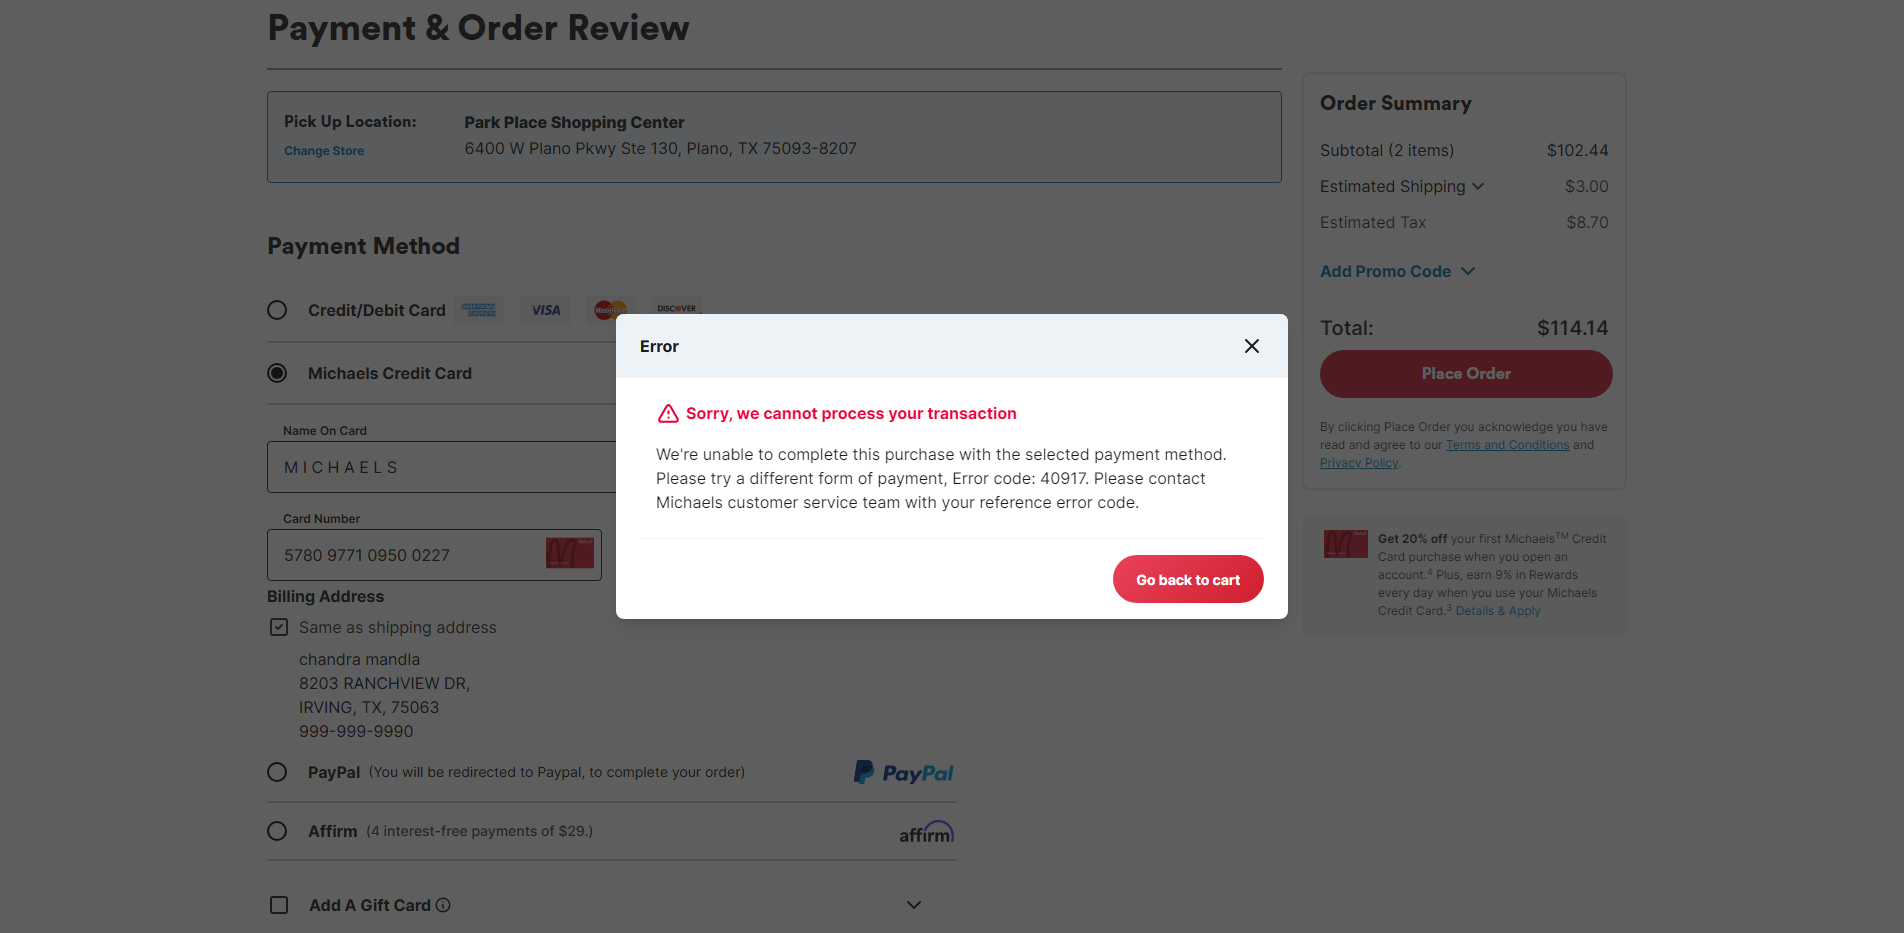 Payment & Order Review
Pick Up Location:
Change Store
Park Place Shopping Center
6400 W Plano Pkwy Ste 130, Plano, TX 75093-8207
Payment Method
Credit/Debit Card
AMERICAN EXPRESS
VISA
MasterCard
DISCOVER
Michaels Credit Card
Name On Card
MICHAELS
Card Number
5780 9771 0950 0227
Billing Address
Same as shipping address
chandra mandla
8203 RANCHVIEW DR,
IRVING, TX, 75063
999-999-9990
PayPal (You will be redirected to Paypal, to complete your order)
PayPal
Affirm (4 interest-free payments of $29.)
affirm
Add A Gift Card
Error
Sorry, we cannot process your transaction
We're unable to complete this purchase with the selected payment method.
Please try a different form of payment, Error code: 40917. Please contact
Michaels customer service team with your reference error code.
Go back to cart
Order Summary
Subtotal (2 items) $102.44
Estimated Shipping $3.00
Estimated Tax $8.70
Add Promo Code
Total: $114.14
Place Order
By clicking Place Order you acknowledge you have
read and agree to our Terms and Conditions and
Privacy Policy.
Get 20% off your first Michaels™ Credit
Card purchase when you open an
account.⁴ Plus, earn 9% in Rewards
every day when you use your Michaels
Credit Card.³ Details & Apply